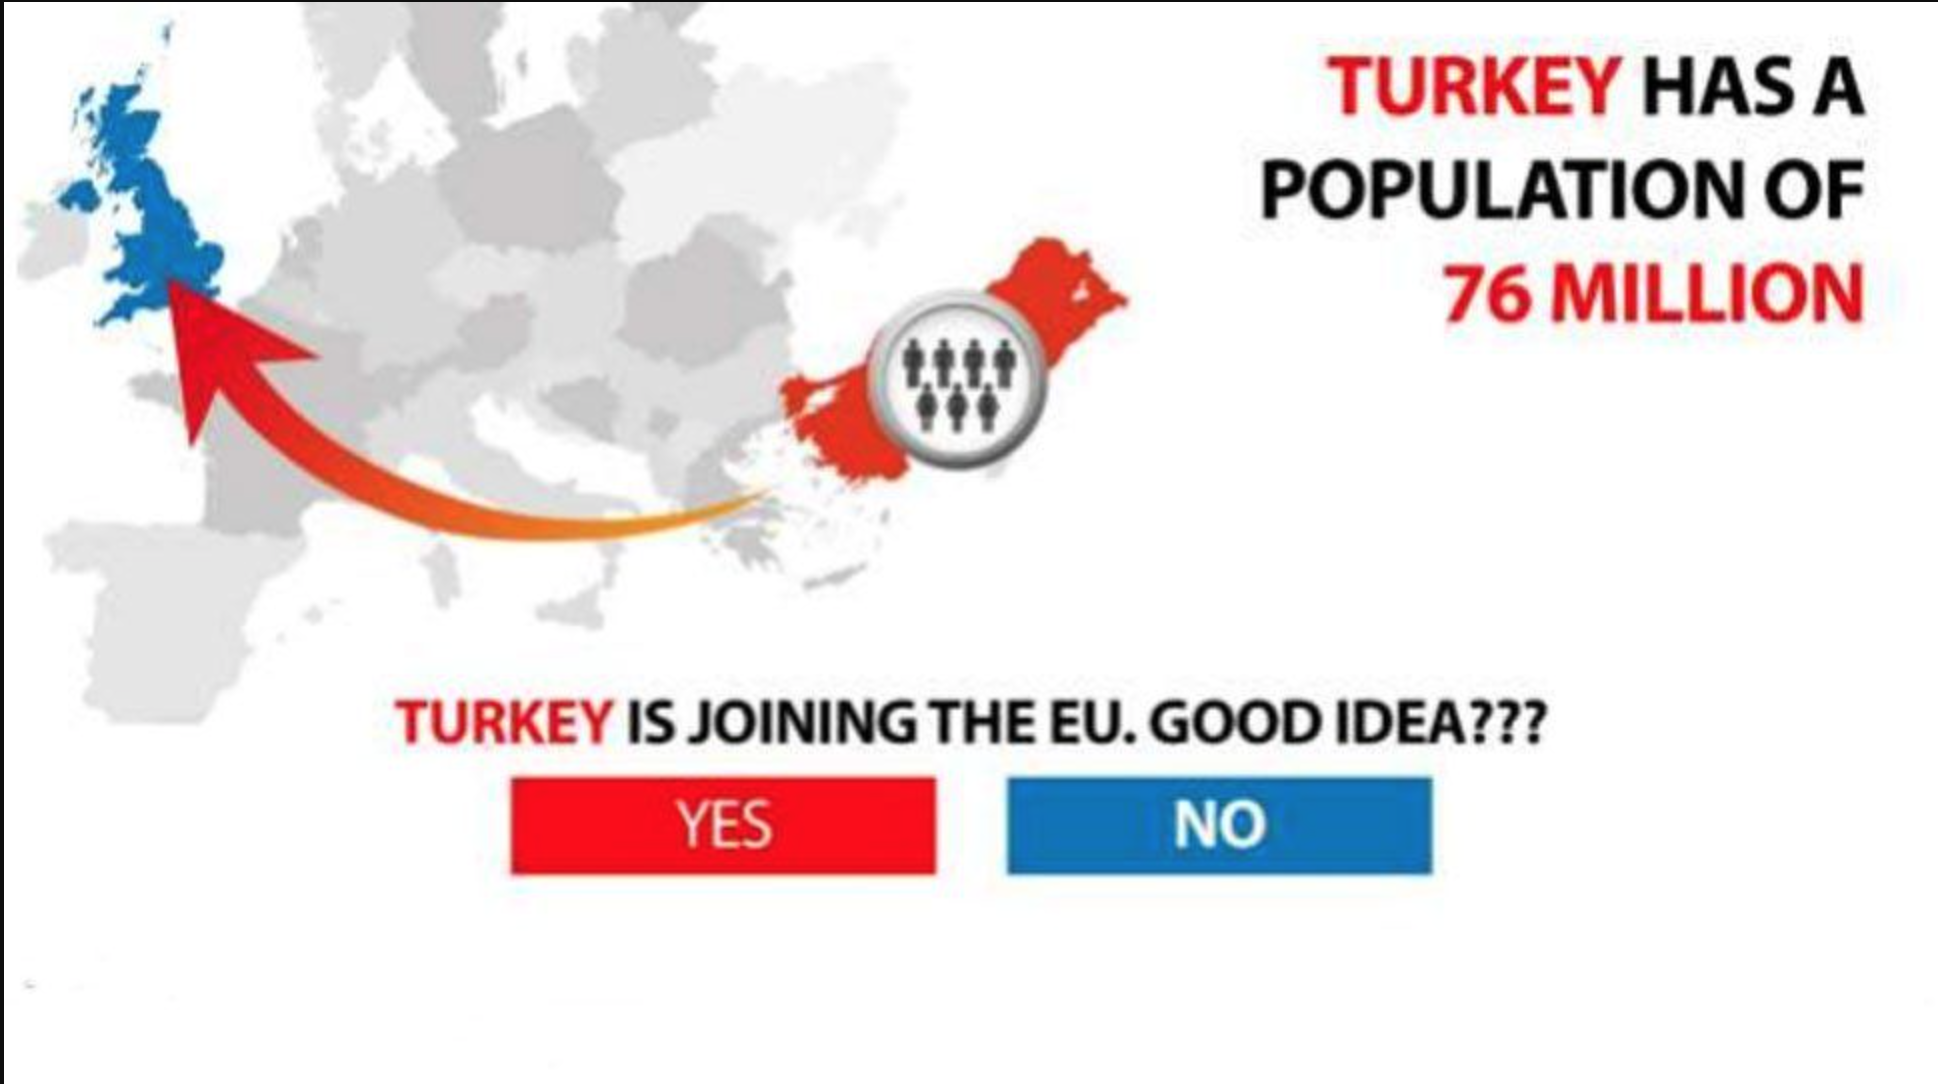 TURKEY HAS A
POPULATION OF
76 MILLION
TURKEY IS JOINING THE EU. GOOD IDEA???
YES
NO